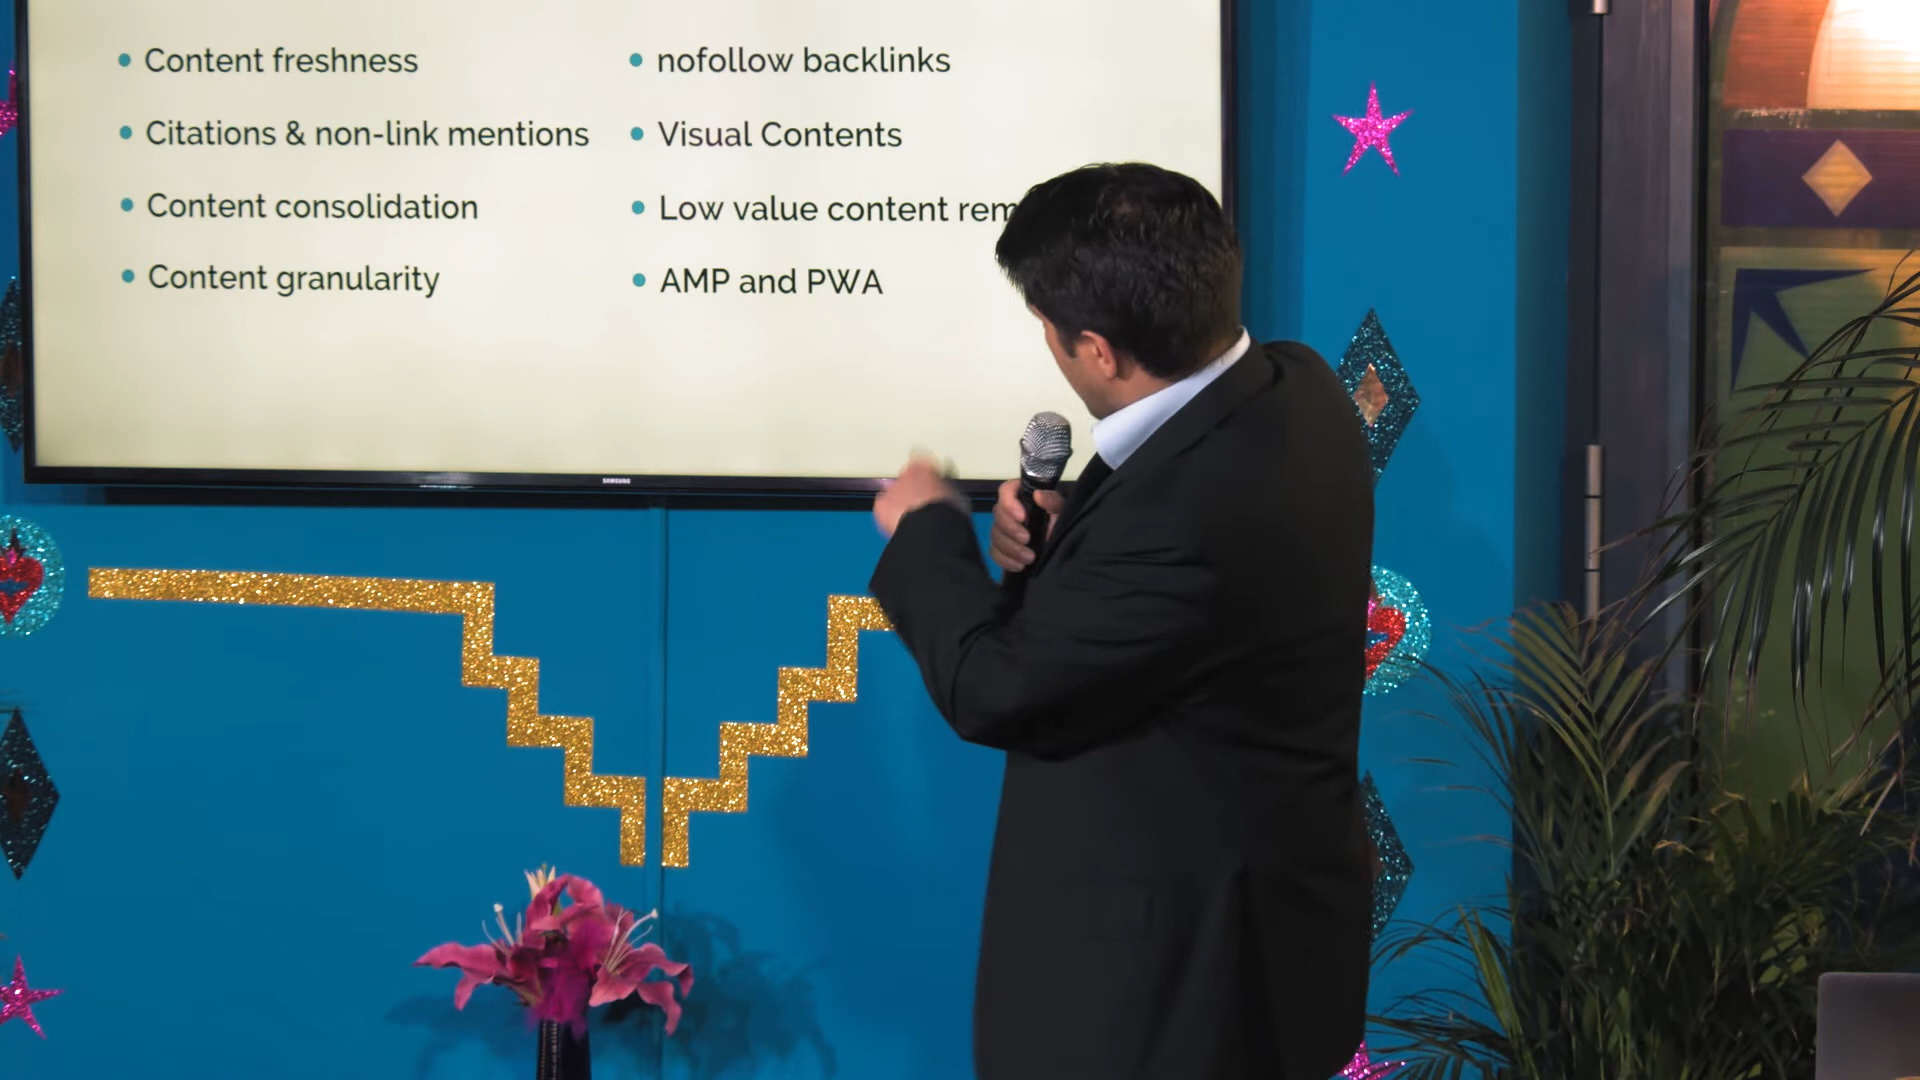 Content freshness
Citations & non-link mentions
Content consolidation
Content granularity
nofollow backlinks
Visual Contents
Low value content rem
AMP and PWA
SAMSUNG